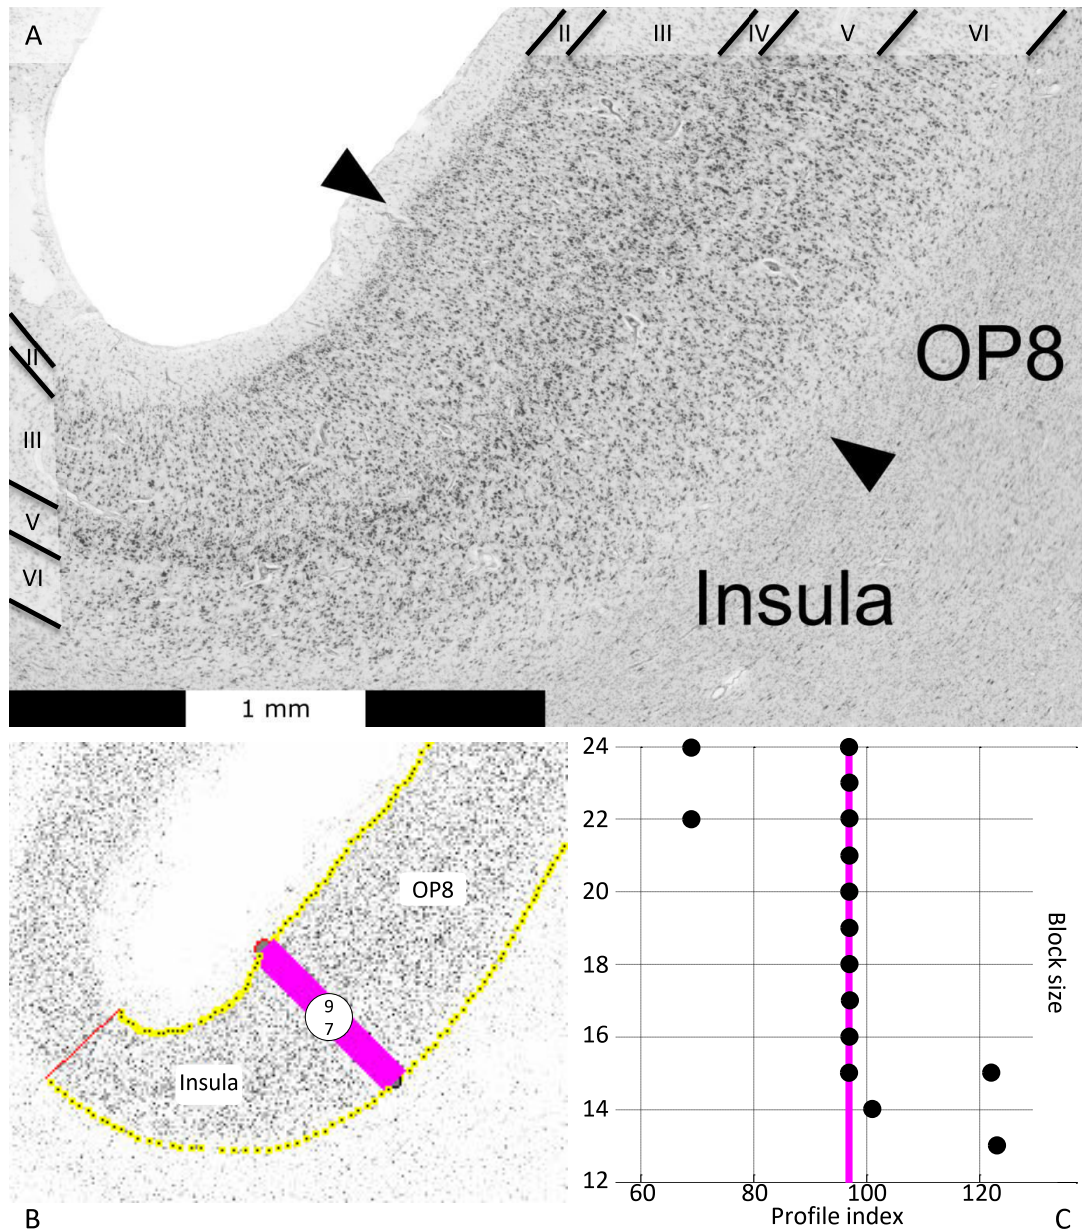 A
II III IV V VI
OP8
II
III
V
VI
Insula
1 mm
OP8
9
7
Insula
B
24
22
20
18
16
14
12
60 80 100 120
Profile index
Block size
C